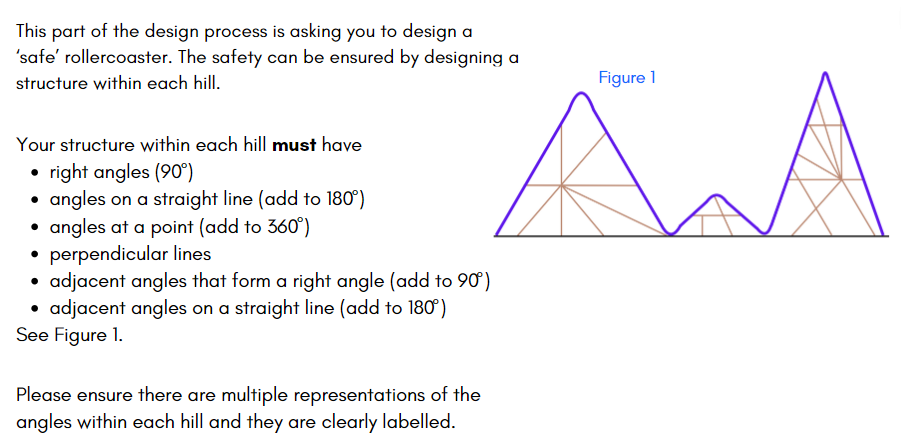 This part of the design process is asking you to design a
‘safe’ rollercoaster. The safety can be ensured by designing a
structure within each hill.
Figure 1
Your structure within each hill must have
• right angles (90°)
• angles on a straight line (add to 180°)
• angles at a point (add to 360°)
• perpendicular lines
• adjacent angles that form a right angle (add to 90°)
• adjacent angles on a straight line (add to 180°)
See Figure 1.
Please ensure there are multiple representations of the
angles within each hill and they are clearly labelled.